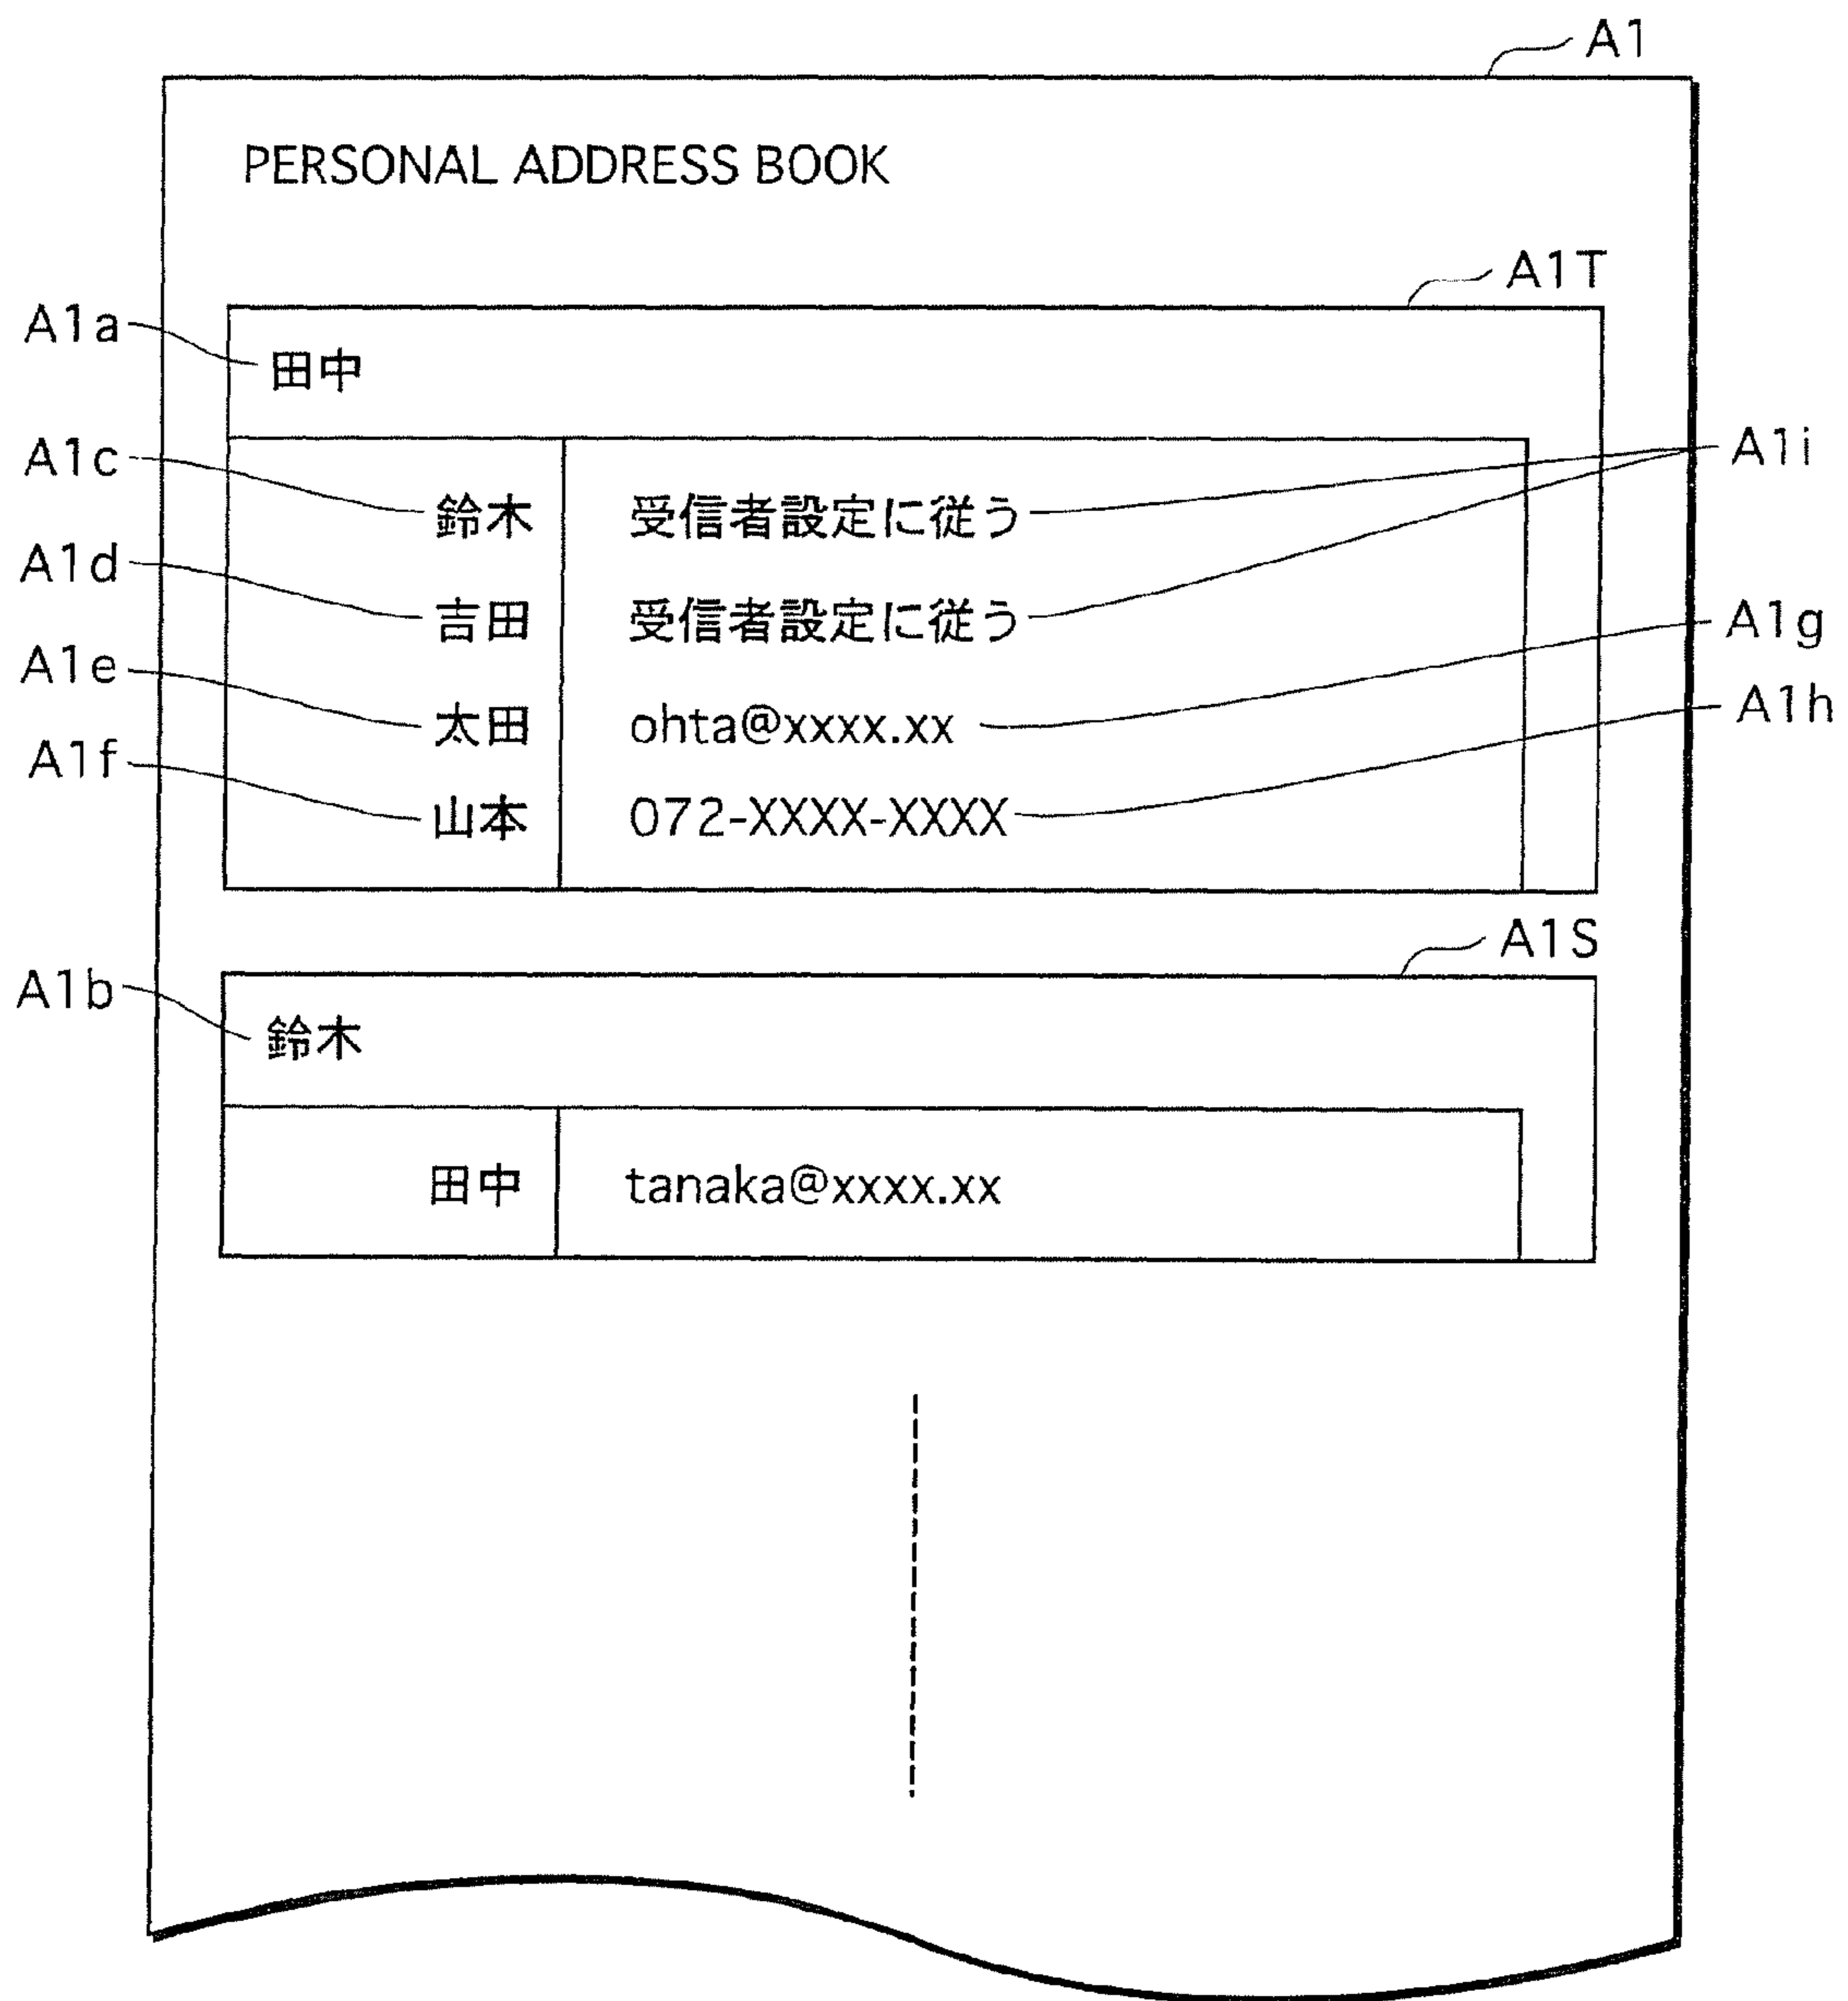 A1
PERSONAL ADDRESS BOOK
A1T
A1a
田中
A1c 鈴木 受信者設定に従う A1i
A1d 吉田 受信者設定に従う
A1e 太田 ohta@xxxx.xx A1g
A1f 山本 072-XXXX-XXXX A1h
A1S
A1b
鈴木
田中 tanaka@xxxx.xx